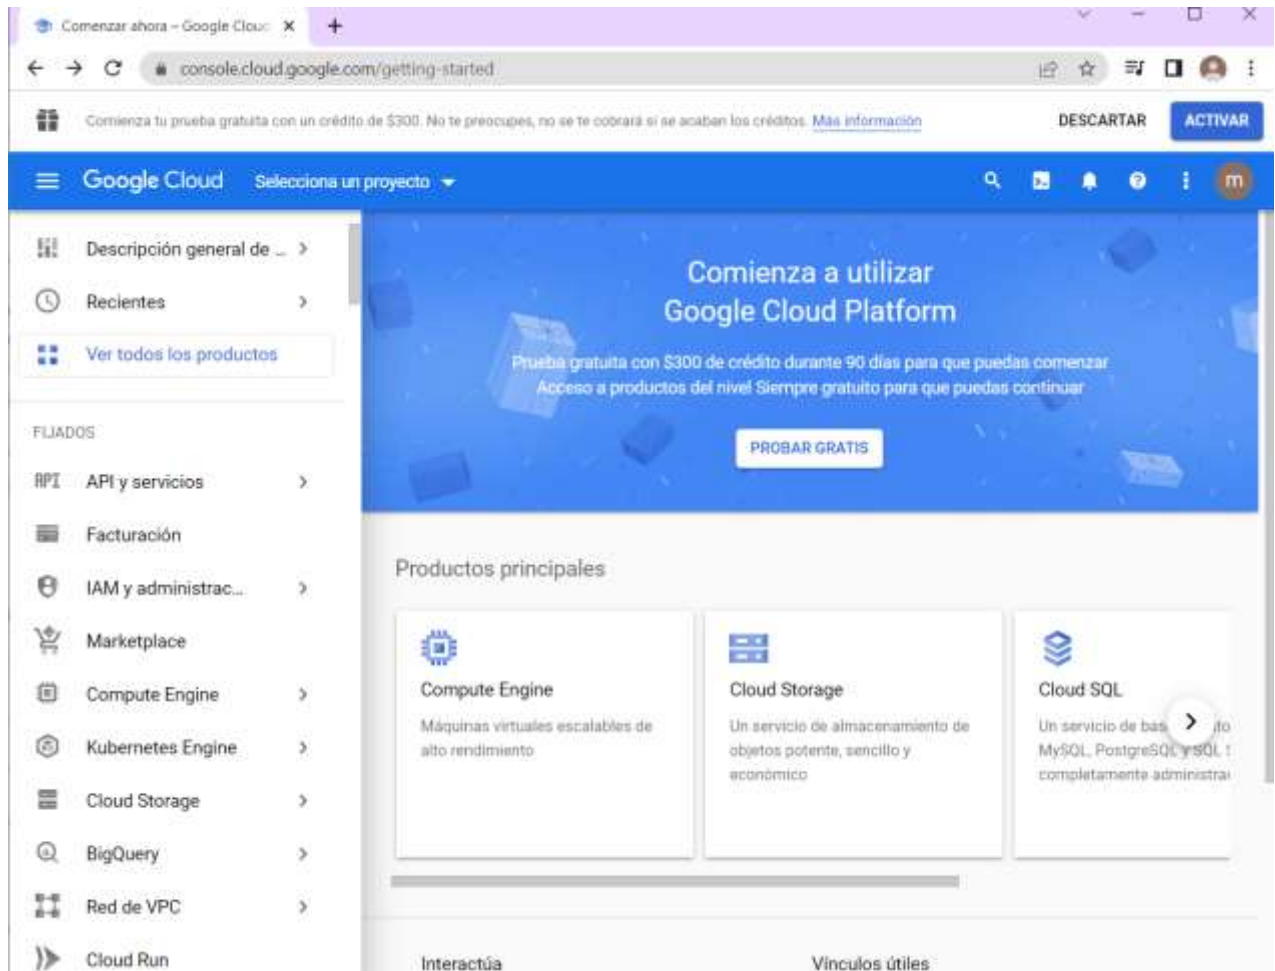 Comenzar ahora – Google Clou
console.cloud.google.com/getting-started
Comienza tu prueba gratuita con un crédito de $300. No te preocupes, no se te cobrará si se acaban los créditos. Más información
DESCARTAR
ACTIVAR
Google Cloud
Selecciona un proyecto
m
Descripción general de ...
Recientes
Ver todos los productos
FIJADOS
API
API y servicios
Facturación
IAM y administrac...
Marketplace
Compute Engine
Kubernetes Engine
Cloud Storage
BigQuery
Red de VPC
Cloud Run
Comienza a utilizar
Google Cloud Platform
Prueba gratuita con $300 de crédito durante 90 días para que puedas comenzar
Acceso a productos del nivel Siempre gratuito para que puedas continuar
PROBAR GRATIS
Productos principales
Compute Engine
Máquinas virtuales escalables de
alto rendimiento
Cloud Storage
Un servicio de almacenamiento de
objetos potente, sencillo y
económico
Cloud SQL
Un servicio de
MySQL, PostgreSQL y SQL
completamente
Interactúa
Vínculos útiles